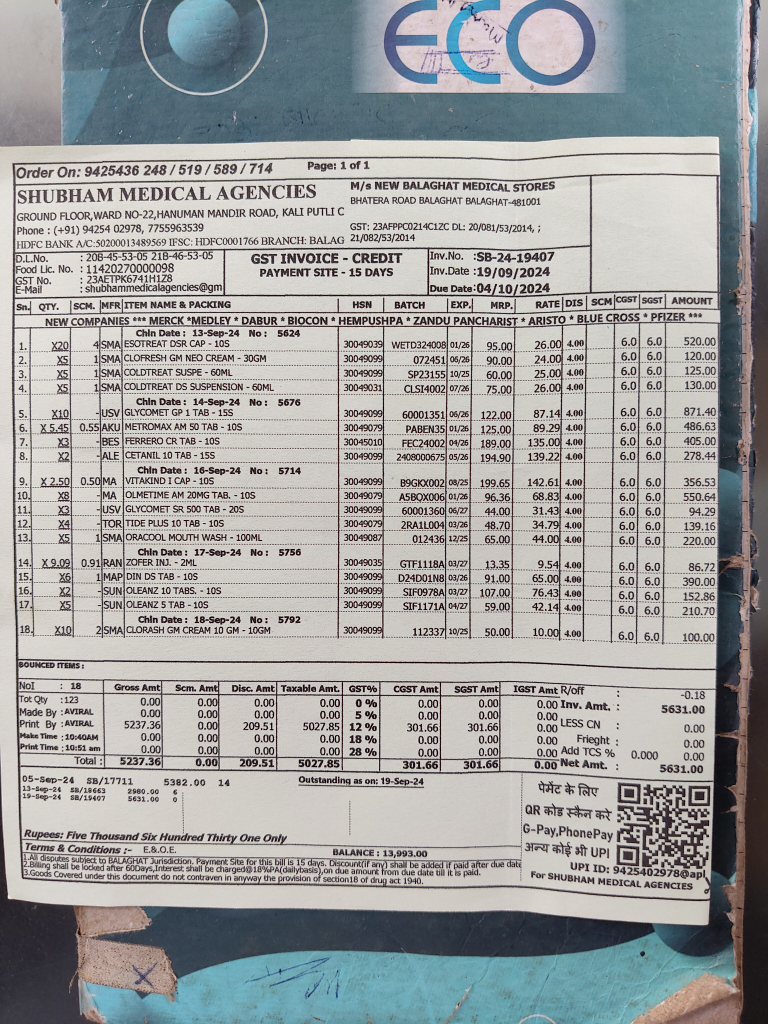 ECO
Order On: 9425436 248 / 519 / 589 / 714 Page: 1 of 1
SHUBHAM MEDICAL AGENCIES
GROUND FLOOR,WARD NO-22,HANUMAN MANDIR ROAD, KALI PUTLI C
Phone : (+91) 94254 02978, 7755963539
HDFC BANK A/C:50200013489569 IFSC: HDFC0001766 BRANCH: BALAG
M/s NEW BALAGHAT MEDICAL STORES
BHATERA ROAD BALAGHAT BALAGHAT-481001
GST: 23AFPPC0214C1ZC DL: 20/081/53/2014, ;
21/082/53/2014
D.L.No. : 20B-45-53-05 21B-46-53-05
Food Lic. No. : 11420270000098
GST No. : 23AETPK6741H1Z8
E-Mail : shubhammedicalagencies@gm
GST INVOICE - CREDIT
PAYMENT SITE - 15 DAYS
Inv.No. :SB-24-19407
Inv.Date :19/09/2024
Due Date:04/10/2024
Sn. QTY. SCM. MFR ITEM NAME & PACKING HSN BATCH EXP. MRP. RATE DIS SCM CGST SGST AMOUNT
NEW COMPANIES *** MERCK *MEDLEY * DABUR * BIOCON * HEMPUSHPA * ZANDU PANCHARIST * ARISTO * BLUE CROSS * PFIZER ***
Chln Date : 13-Sep-24 No : 5624
1. X20 4 SMA ESOTREAT DSR CAP - 10S 30049039 WETD324008 01/26 95.00 26.00 4.00 6.0 6.0 520.00
2. X5 1 SMA CLOFRESH GM NEO CREAM - 30GM 30049099 072451 06/26 90.00 24.00 4.00 6.0 6.0 120.00
3. X5 1 SMA COLDTREAT SUSPE - 60ML 30049099 SP23155 10/25 60.00 25.00 4.00 6.0 6.0 125.00
4. X5 1 SMA COLDTREAT DS SUSPENSION - 60ML 30049031 CLSI4002 07/26 75.00 26.00 4.00 6.0 6.0 130.00
Chln Date : 14-Sep-24 No : 5676
5. X10 - USV GLYCOMET GP 1 TAB - 15S 30049099 60001351 06/26 122.00 87.14 4.00 6.0 6.0 871.40
6. X 5.45 0.55 AKU METROMAX AM 50 TAB - 10S 30049079 PABEN35 01/26 125.00 89.29 4.00 6.0 6.0 486.63
7. X3 - BES FERRERO CR TAB - 10S 30045010 FEC24002 04/26 189.00 135.00 4.00 6.0 6.0 405.00
8. X2 - ALE CETANIL 10 TAB - 15S 30049099 2408000675 05/26 194.90 139.22 4.00 6.0 6.0 278.44
Chln Date : 16-Sep-24 No : 5714
9. X 2.50 0.50 MA VITAKIND I CAP - 10S 30049099 B9GKX002 08/25 199.65 142.61 4.00 6.0 6.0 356.53
10. X8 - MA OLMETIME AM 20MG TAB. - 10S 30049079 A5BQX006 01/26 96.36 68.83 4.00 6.0 6.0 550.64
11. X3 - USV GLYCOMET SR 500 TAB - 20S 30049099 60001360 06/27 44.00 31.43 4.00 6.0 6.0 94.29
12. X4 - TOR TIDE PLUS 10 TAB - 10S 30049079 2RA1L004 03/26 48.70 34.79 4.00 6.0 6.0 139.16
13. X5 1 SMA ORACOOL MOUTH WASH - 100ML 30049087 012436 12/25 65.00 44.00 4.00 6.0 6.0 220.00
Chln Date : 17-Sep-24 No : 5756
14. X 9.09 0.91 RAN ZOFER INJ. - 2ML 30049035 GTF1118A 03/27 13.35 9.54 4.00 6.0 6.0 86.72
15. X6 1 MAP DIN DS TAB - 10S 30049099 D24D01N8 03/26 91.00 65.00 4.00 6.0 6.0 390.00
16. X2 - SUN OLEANZ 10 TABS. - 10S 30049099 SIF0978A 03/27 107.00 76.43 4.00 6.0 6.0 152.86
17. X5 - SUN OLEANZ 5 TAB - 10S 30049099 SIF1171A 04/27 59.00 42.14 4.00 6.0 6.0 210.70
Chln Date : 18-Sep-24 No : 5792
18. X10 2 SMA CLORASH GM CREAM 10 GM - 10GM 30049099 112337 10/25 50.00 10.00 4.00 6.0 6.0 100.00
BOUNCED ITEMS :
NoI : 18
Tot Qty :123
Made By : AVIRAL
Print By : AVIRAL
Make Time : 10:40AM
Print Time : 10:51 am
Gross Amt Scm. Amt Disc. Amt Taxable Amt. GST% CGST Amt SGST Amt IGST Amt
0.00 0.00 0.00 0.00 0 % 0.00 0.00 0.00
0.00 0.00 0.00 0.00 5 % 0.00 0.00 0.00
5237.36 0.00 209.51 5027.85 12 % 301.66 301.66 0.00
0.00 0.00 0.00 0.00 18 % 0.00 0.00 0.00
0.00 0.00 0.00 0.00 28 % 0.00 0.00 0.00
Total : 5237.36 0.00 209.51 5027.85 301.66 301.66 0.00
R/off : -0.18
Inv. Amt. : 5631.00
LESS CN : 0.00
Frieght : 0.00
Add TCS % 0.000 0.00
Net Amt. : 5631.00
05-Sep-24 SB/17711 5382.00 14
13-Sep-24 SB/18663 2980.00 6
19-Sep-24 SB/19407 5631.00 0
Outstanding as on: 19-Sep-24
Rupees: Five Thousand Six Hundred Thirty One Only
Terms & Conditions :- E.&O.E. BALANCE : 13,993.00
1.All disputes subject to BALAGHAT Jurisdiction. Payment Site for this bill is 15 days. Discount(if any) shall be added if paid after due date
2.Billing shall be locked after 60Days,Interest shall be charged@18%PA(dailybasis),on due amount from due date till it is paid.
3.Goods Covered under this document do not contraven in anyway the provision of section18 of drug act 1940.
पेमेंट के लिए
QR कोड स्कैन करे
G-Pay,PhonePay
अन्य कोई भी UPI
UPI ID: 9425402978@apl
For SHUBHAM MEDICAL AGENCIES